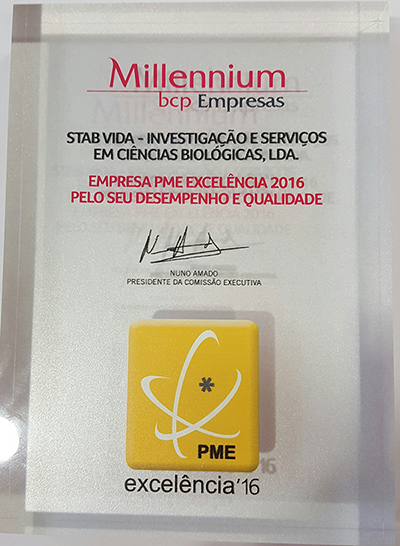 Millennium
bcp Empresas
STAB VIDA - INVESTIGAÇÃO E SERVIÇOS
EM CIÊNCIAS BIOLÓGICAS, LDA.
EMPRESA PME EXCELÊNCIA 2016
PELO SEU DESEMPENHO E QUALIDADE
NUNO AMADO
PRESIDENTE DA COMISSÃO EXECUTIVA
PME
excelência'16